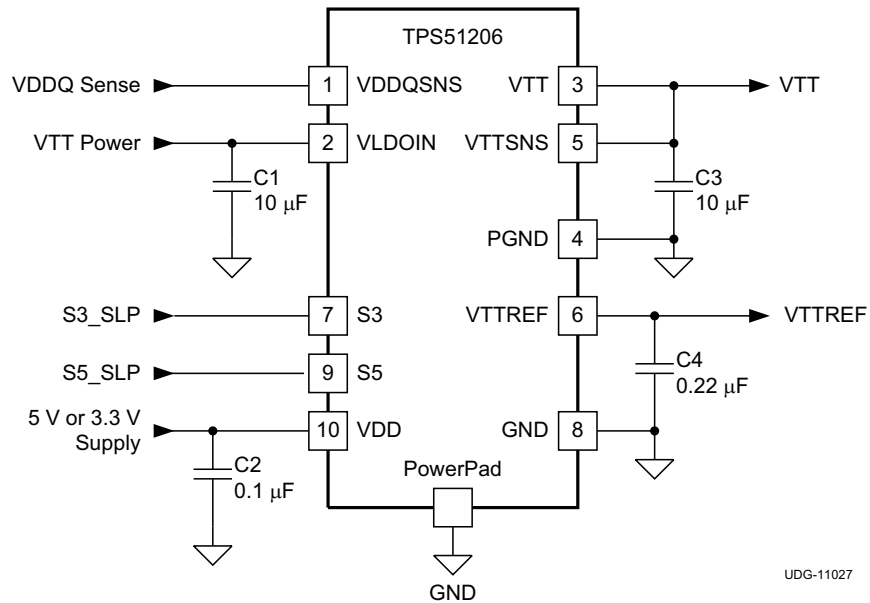 TPS51206
VDDQ Sense
1
VDDQSNS
VTT
3
VTT
VTT Power
2
VLDOIN
VTTSNS
5
C1
10 μF
C3
10 μF
PGND
4
S3_SLP
7
S3
VTTREF
6
VTTREF
S5_SLP
9
S5
C4
0.22 μF
5 V or 3.3 V
Supply
10
VDD
GND
8
C2
0.1 μF
PowerPad
GND
UDG-11027